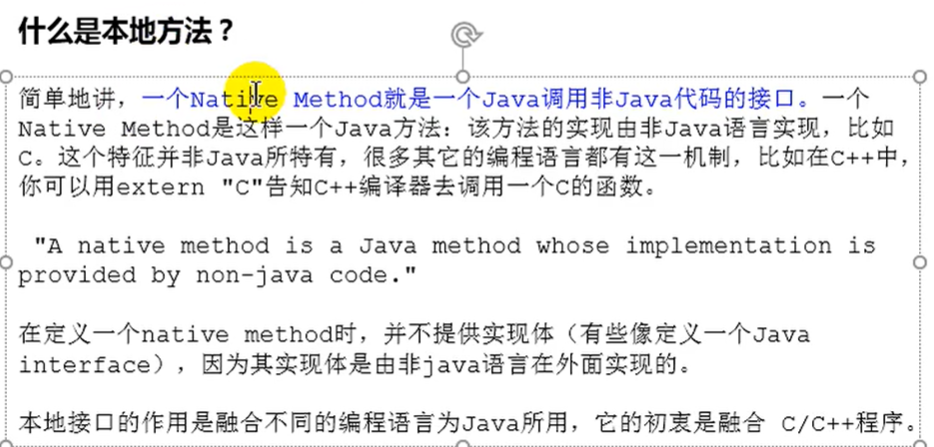 什么是本地方法？
简单地讲，一个Native Method就是一个Java调用非Java代码的接口。一个
Native Method是这样一个Java方法：该方法的实现由非Java语言实现，比如
C。这个特征并非Java所特有，很多其它的编程语言都有这一机制，比如在C++中，
你可以用extern "C"告知C++编译器去调用一个C的函数。
"A native method is a Java method whose implementation is
provided by non-java code."
在定义一个native method时，并不提供实现体（有些像定义一个Java
interface），因为其实现体是由非java语言在外面实现的。
本地接口的作用是融合不同的编程语言为Java所用，它的初衷是融合 C/C++程序。